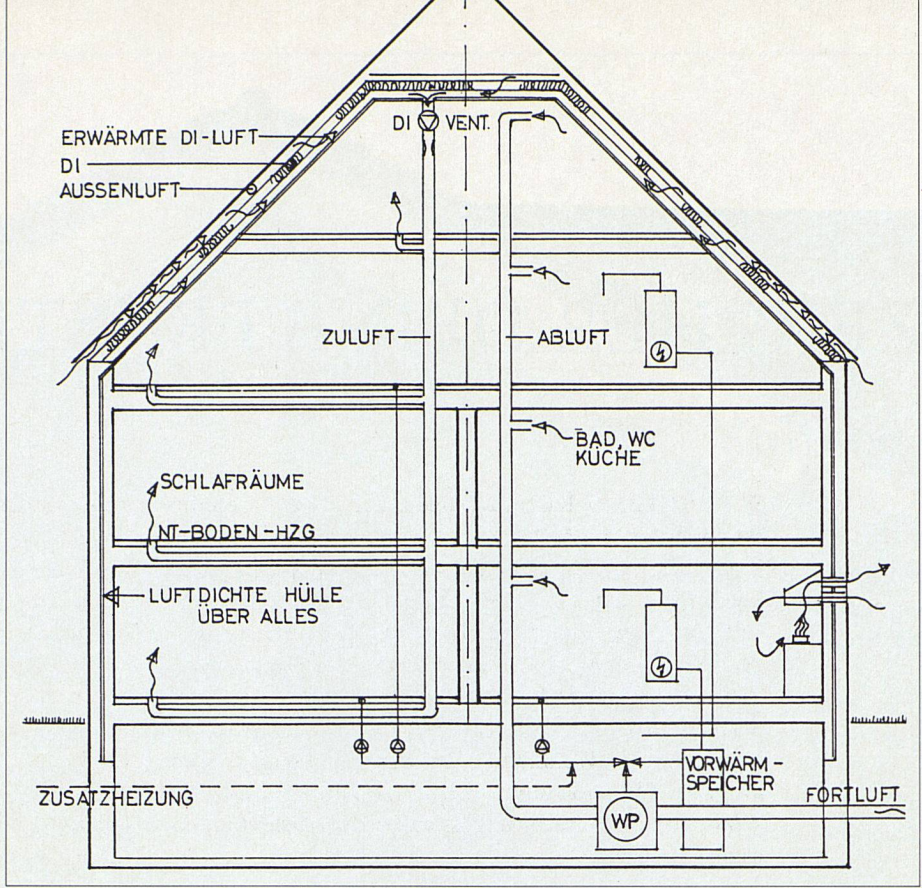 ERWÄRMTE DI-LUFT
DI
AUSSENLUFT
DI VENT.
ZULUFT
ABLUFT
BAD, WC
KÜCHE
SCHLAFRÄUME
NT-BODEN-HZG
LUFTDICHTE HÜLLE
ÜBER ALLES
VORWÄRM-
SPEICHER
ZUSATZHEIZUNG
FORTLUFT
WP